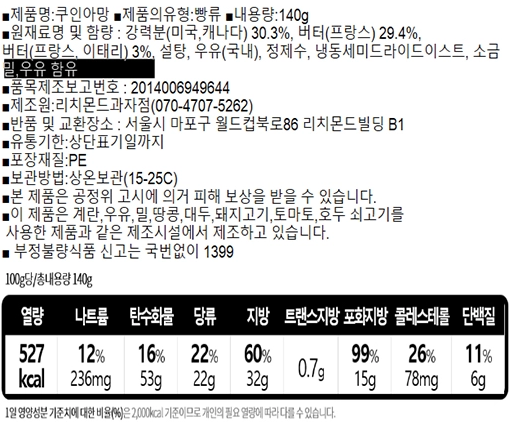 ■제품명:쿠인아망 ■제품의유형:빵류 ■내용량:140g
■원재료명 및 함량 : 강력분(미국,캐나다) 30.3%, 버터(프랑스) 29.4%,
버터(프랑스, 이태리) 3%, 설탕, 우유(국내), 정제수, 냉동세미드라이드이스트, 소금
밀,우유 함유
■품목제조보고번호 : 2014006949644
■제조원:리치몬드과자점(070-4707-5262)
■반품 및 교환장소 : 서울시 마포구 월드컵북로86 리치몬드빌딩 B1
■유통기한:상단표기일까지
■포장재질:PE
■보관방법:상온보관(15-25C)
■본 제품은 공정위 고시에 의거 피해 보상을 받을 수 있습니다.
■이 제품은 계란,우유,밀,땅콩,대두,돼지고기,토마토,호두 쇠고기를
사용한 제품과 같은 제조시설에서 제조하고 있습니다.
■ 부정불량식품 신고는 국번없이 1399
100g당/총내용량 140g
열량 나트륨 탄수화물 당류 지방 트랜스지방 포화지방 콜레스테롤 단백질
527 12% 16% 22% 60% 0.7g 99% 26% 11%
kcal 236mg 53g 22g 32g 15g 78mg 6g
1일 영양성분 기준치에 대한 비율(%)은 2,000kcal 기준이므로 개인의 필요 열량에 따라 다를 수 있습니다.